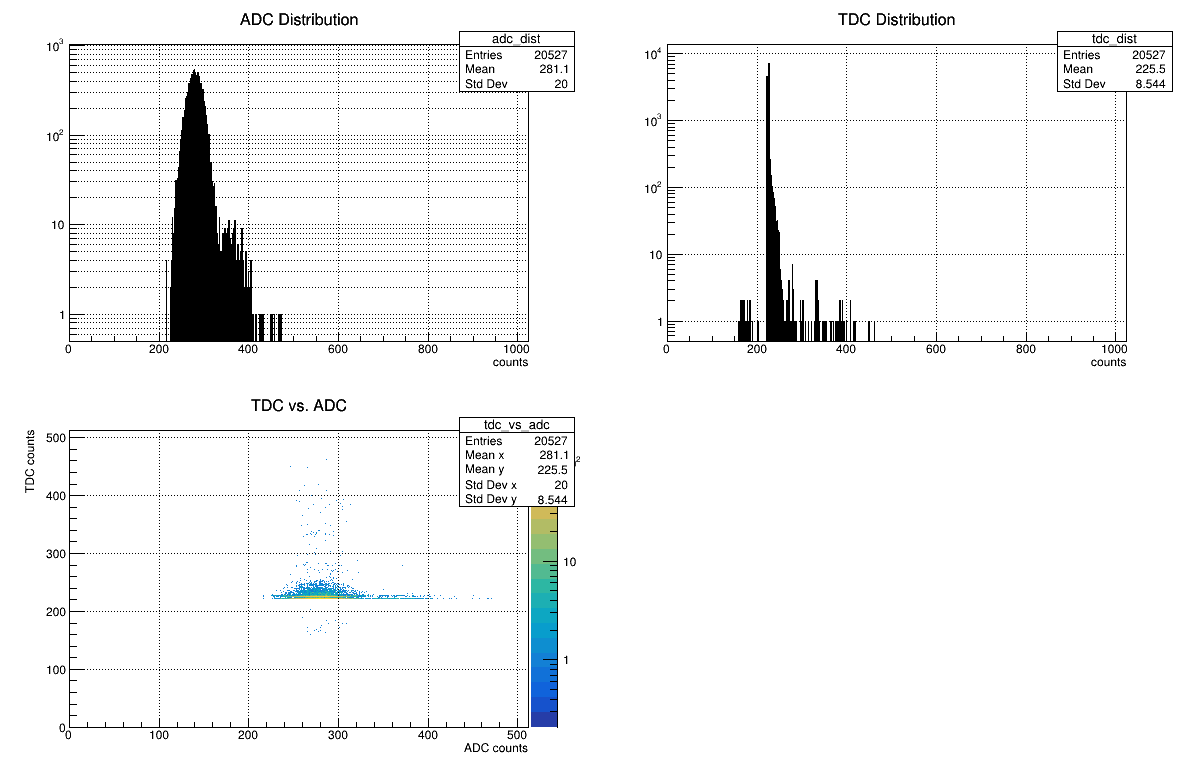 ADC Distribution
adc_dist
Entries 20527
Mean 281.1
Std Dev 20
10³
10²
10
1
0 200 400 600 800 1000
counts
TDC Distribution
tdc_dist
Entries 20527
Mean 225.5
Std Dev 8.544
10⁴
10³
10²
10
1
0 200 400 600 800 1000
counts
TDC vs. ADC
tdc_vs_adc
Entries 20527
Mean x 281.1
Mean y 225.5
Std Dev x 20
Std Dev y 8.544
TDC counts
500
400
300
200
100
0
0 100 200 300 400 500
ADC counts
2
10
1